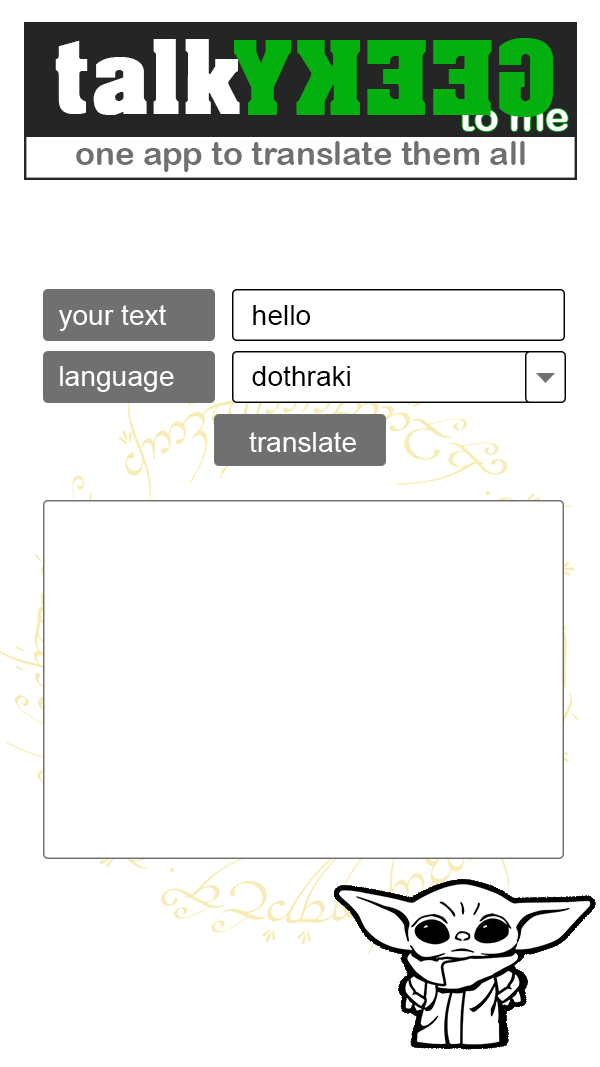 talkGEEKY
to me
one app to translate them all
your text
hello
language
dothraki
translate